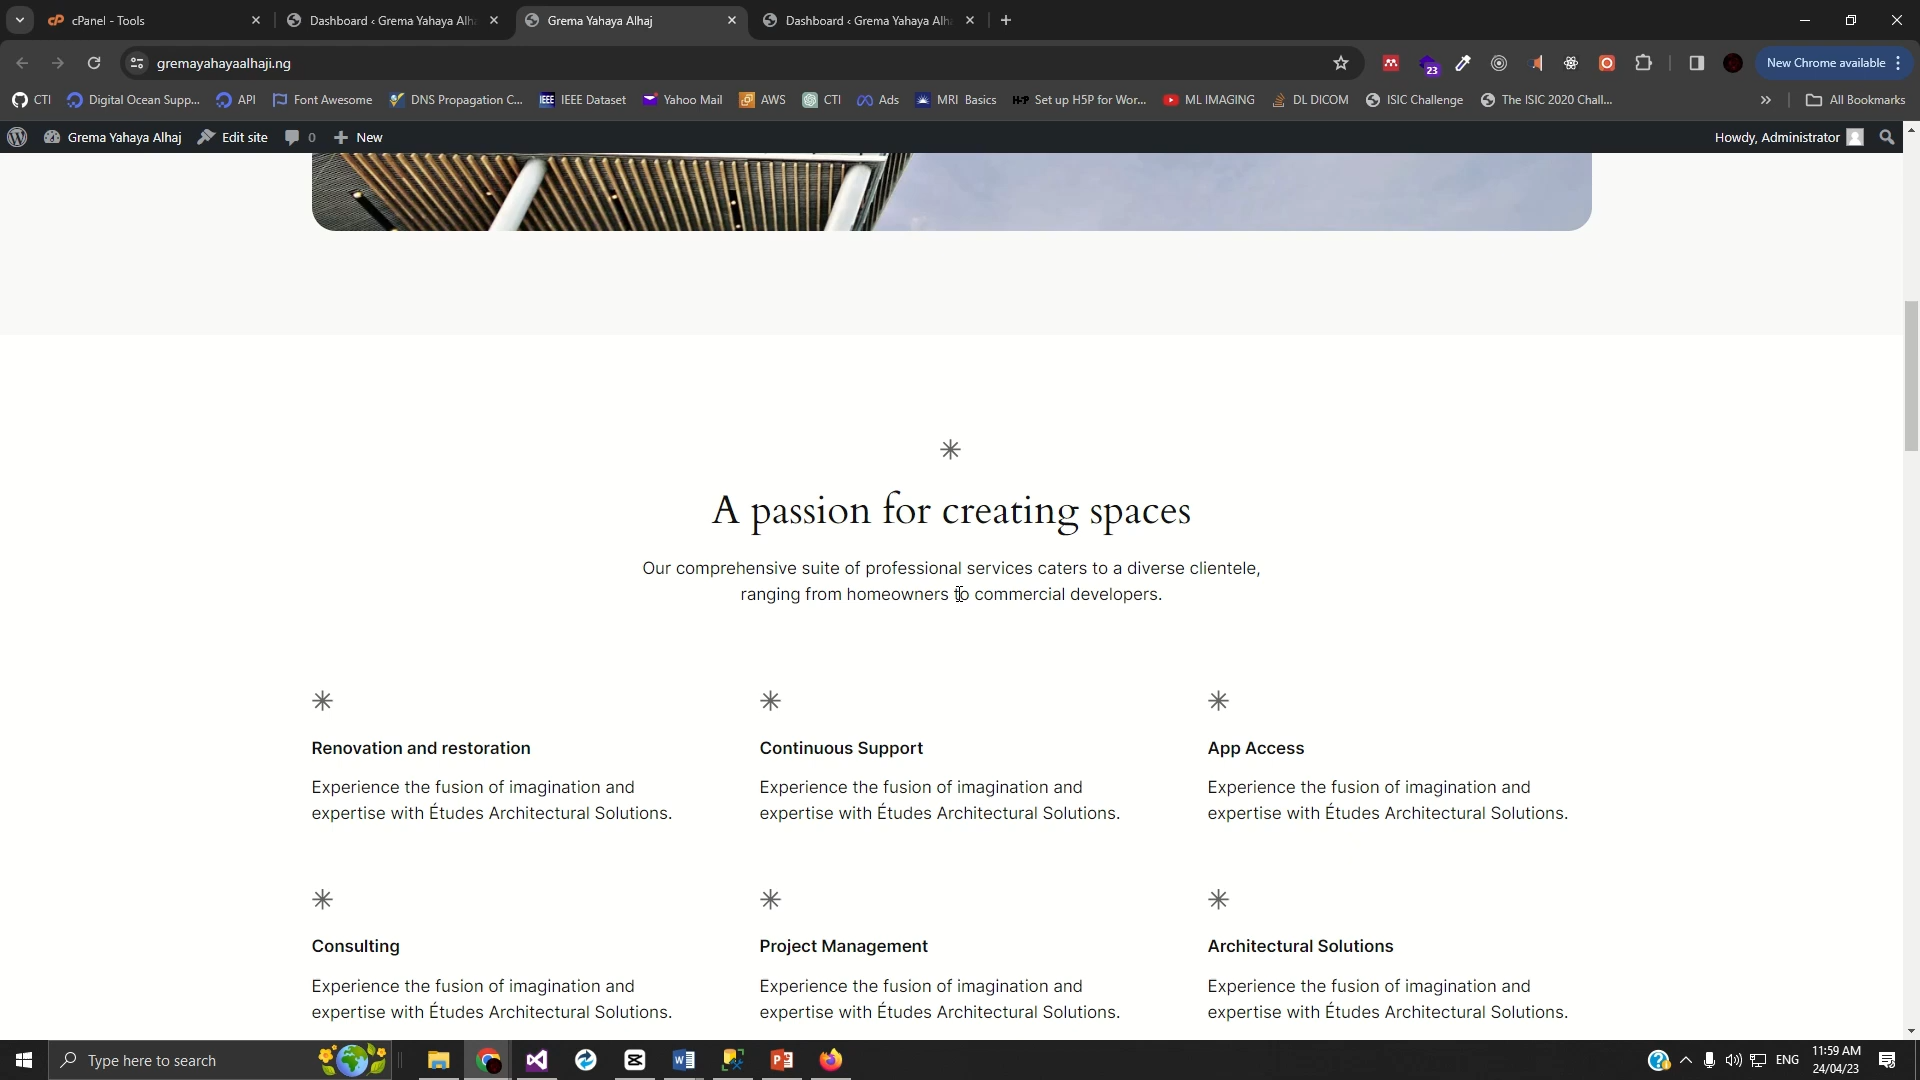 cPanel - Tools
Dashboard ‹ Grema Yahaya Alh
Grema Yahaya Alhaj
Dashboard ‹ Grema Yahaya Alh
gremayahayaalhaji.ng
23
New Chrome available
CTI
Digital Ocean Supp...
API
Font Awesome
DNS Propagation C...
IEEE
IEEE Dataset
Yahoo Mail
AWS
CTI
Ads
MRI Basics
H-P
Set up H5P for Wor...
ML IMAGING
DL DICOM
ISIC Challenge
The ISIC 2020 Chall...
»
All Bookmarks
Grema Yahaya Alhaj
Edit site
0
New
Howdy, Administrator
A passion for creating spaces
Our comprehensive suite of professional services caters to a diverse clientele,
ranging from homeowners to commercial developers.
Renovation and restoration
Continuous Support
App Access
Experience the fusion of imagination and
expertise with Études Architectural Solutions.
Experience the fusion of imagination and
expertise with Études Architectural Solutions.
Experience the fusion of imagination and
expertise with Études Architectural Solutions.
Consulting
Project Management
Architectural Solutions
Experience the fusion of imagination and
expertise with Études Architectural Solutions.
Experience the fusion of imagination and
expertise with Études Architectural Solutions.
Experience the fusion of imagination and
expertise with Études Architectural Solutions.
Type here to search
ENG
11:59 AM
24/04/23